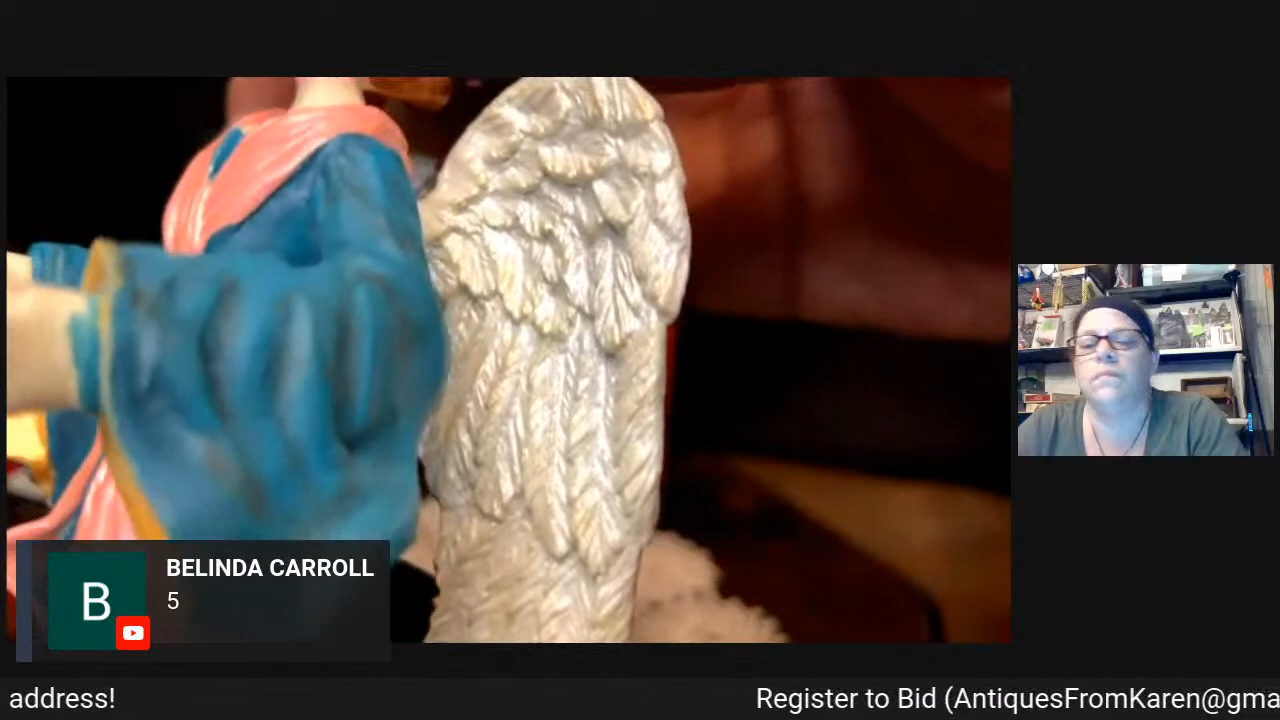 BELINDA CARROLL
B
5
address!
Register to Bid (AntiquesFromKaren@gma